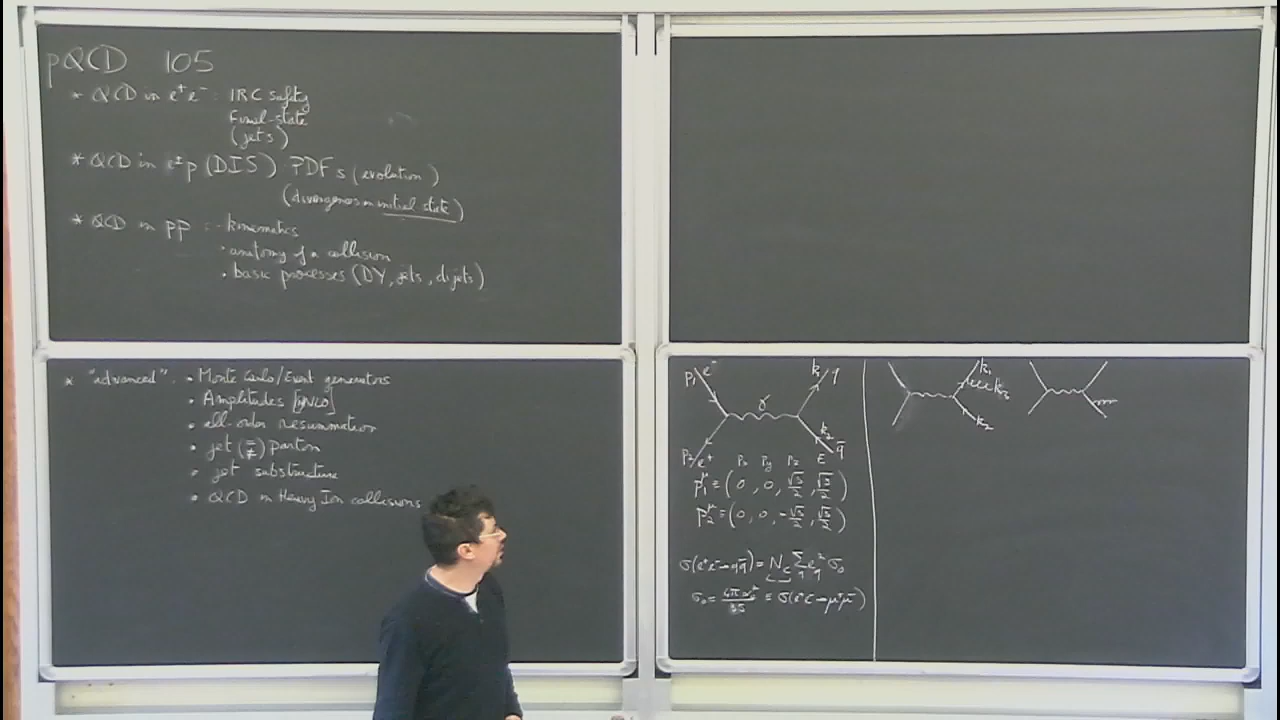 pQCD 105
* QCD in e⁺e⁻ : IRC safety
Final-state
(jets)
* QCD in e±p (DIS) : PDFs (evolution)
(divergences in initial state)
* QCD in pp : - kinematics
• anatomy of a collision
• basic processes (DY, jets, dijets)
* "advanced" : • Monte Carlo/Event generators
• Amplitudes [NNLO]
• all-order resummation
• jet (≠) parton
• jet substructure
• QCD in Heavy Ion collisions
p₁ e⁻ γ k₁ q
p₂ e⁺ k₂ q̄
pₓ p_y p_z E
p₁^μ ≡ (0, 0, √s/2, √s/2)
p₂^μ ≡ (0, 0, -√s/2, √s/2)
σ(e⁺e⁻→qq̄) = N_c Σ_q e_q² σ₀
σ₀ = 4πα²/3s ≡ σ(e⁺e⁻→μ⁺μ⁻)
k₁
k₃
k₂